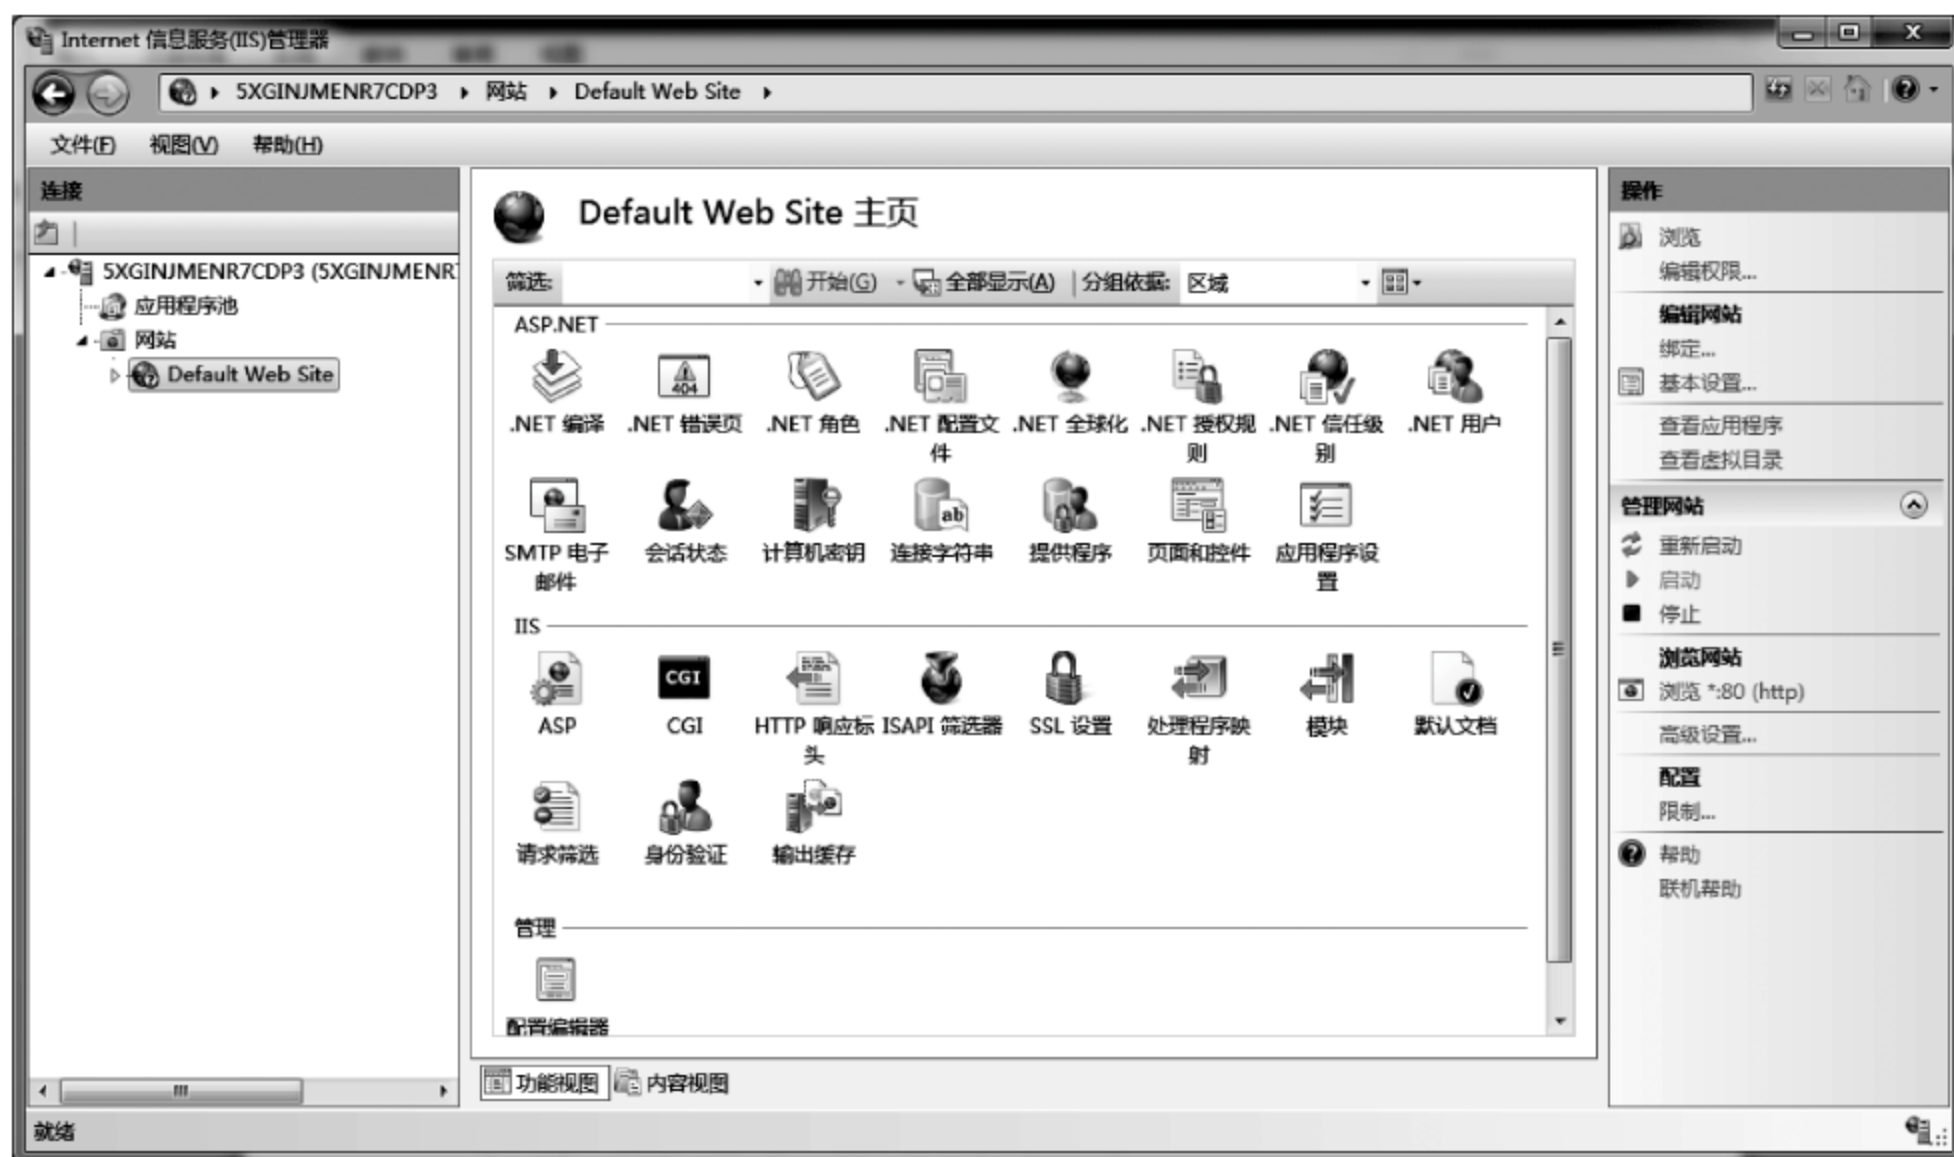 Internet 信息服务(IIS)管理器
5XGINJMENR7CDP3 网站 Default Web Site
文件(F) 视图(V) 帮助(H)
连接
5XGINJMENR7CDP3 (5XGINJMENR
应用程序池
网站
Default Web Site
Default Web Site 主页
筛选: 开始(G) 全部显示(A) 分组依据: 区域
ASP.NET
.NET 编译 .NET 错误页 .NET 角色 .NET 配置文 .NET 全球化 .NET 授权规 .NET 信任级 .NET 用户
件 则 别
SMTP 电子 会话状态 计算机密钥 连接字符串 提供程序 页面和控件 应用程序设
邮件 置
IIS
ASP CGI HTTP 响应标 ISAPI 筛选器 SSL 设置 处理程序映 模块 默认文档
头 射
请求筛选 身份验证 输出缓存
管理
配置编辑器
功能视图 内容视图
操作
浏览
编辑权限...
编辑网站
绑定...
基本设置...
查看应用程序
查看虚拟目录
管理网站
重新启动
启动
停止
浏览网站
浏览 *:80 (http)
高级设置...
配置
限制...
帮助
联机帮助
就绪